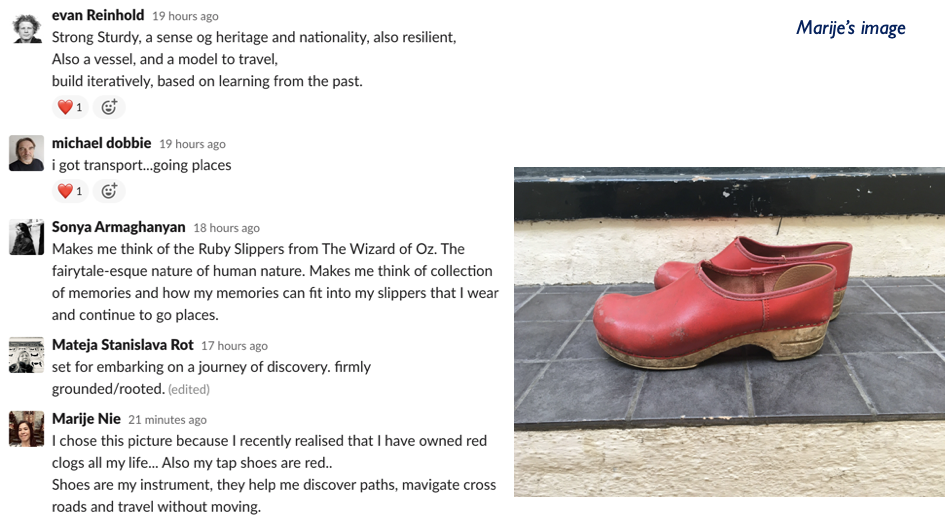 evan Reinhold 19 hours ago
Strong Sturdy, a sense og heritage and nationality, also resilient,
Also a vessel, and a model to travel,
build iteratively, based on learning from the past.
1
michael dobbie 19 hours ago
i got transport...going places
1
Sonya Armaghanyan 18 hours ago
Makes me think of the Ruby Slippers from The Wizard of Oz. The
fairytale-esque nature of human nature. Makes me think of collection
of memories and how my memories can fit into my slippers that I wear
and continue to go places.
Mateja Stanislava Rot 17 hours ago
set for embarking on a journey of discovery. firmly
grounded/rooted. (edited)
Marije Nie 21 minutes ago
I chose this picture because I recently realised that I have owned red
clogs all my life... Also my tap shoes are red..
Shoes are my instrument, they help me discover paths, mavigate cross
roads and travel without moving.
Marije's image